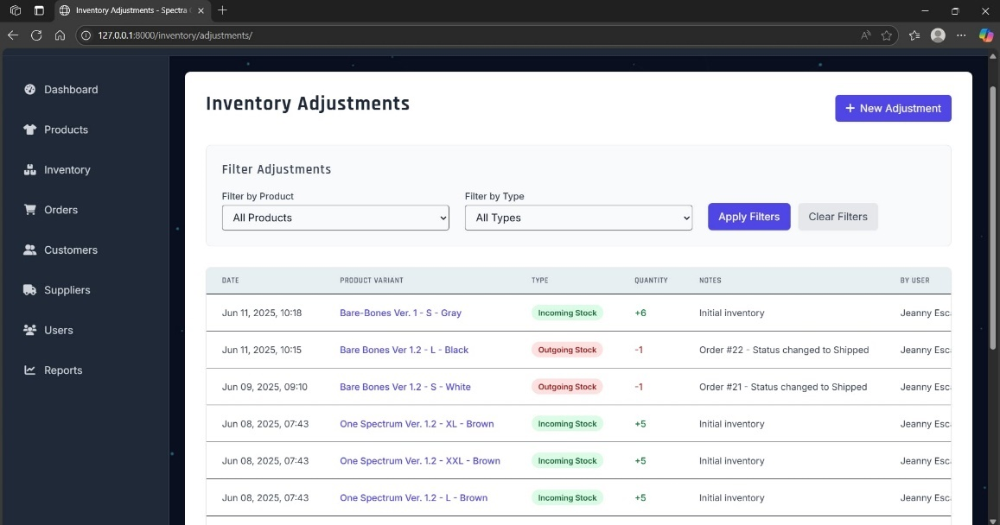 Inventory Adjustments - Spectra
127.0.0.1:8000/inventory/adjustments/
Dashboard
Products
Inventory
Orders
Customers
Suppliers
Users
Reports
Inventory Adjustments
+ New Adjustment
Filter Adjustments
Filter by Product
Filter by Type
All Products
All Types
Apply Filters
Clear Filters
DATE PRODUCT VARIANT TYPE QUANTITY NOTES BY USER
Jun 11, 2025, 10:18 Bare-Bones Ver. 1 - S - Gray Incoming Stock +6 Initial inventory Jeanny Esc
Jun 11, 2025, 10:15 Bare Bones Ver 1.2 - L - Black Outgoing Stock -1 Order #22 - Status changed to Shipped Jeanny Esc
Jun 09, 2025, 09:10 Bare Bones Ver 1.2 - S - White Outgoing Stock -1 Order #21 - Status changed to Shipped Jeanny Esc
Jun 08, 2025, 07:43 One Spectrum Ver. 1.2 - XL - Brown Incoming Stock +5 Initial inventory Jeanny Esc
Jun 08, 2025, 07:43 One Spectrum Ver. 1.2 - XXL - Brown Incoming Stock +5 Initial inventory Jeanny Esc
Jun 08, 2025, 07:43 One Spectrum Ver. 1.2 - L - Brown Incoming Stock +5 Initial inventory Jeanny Esc